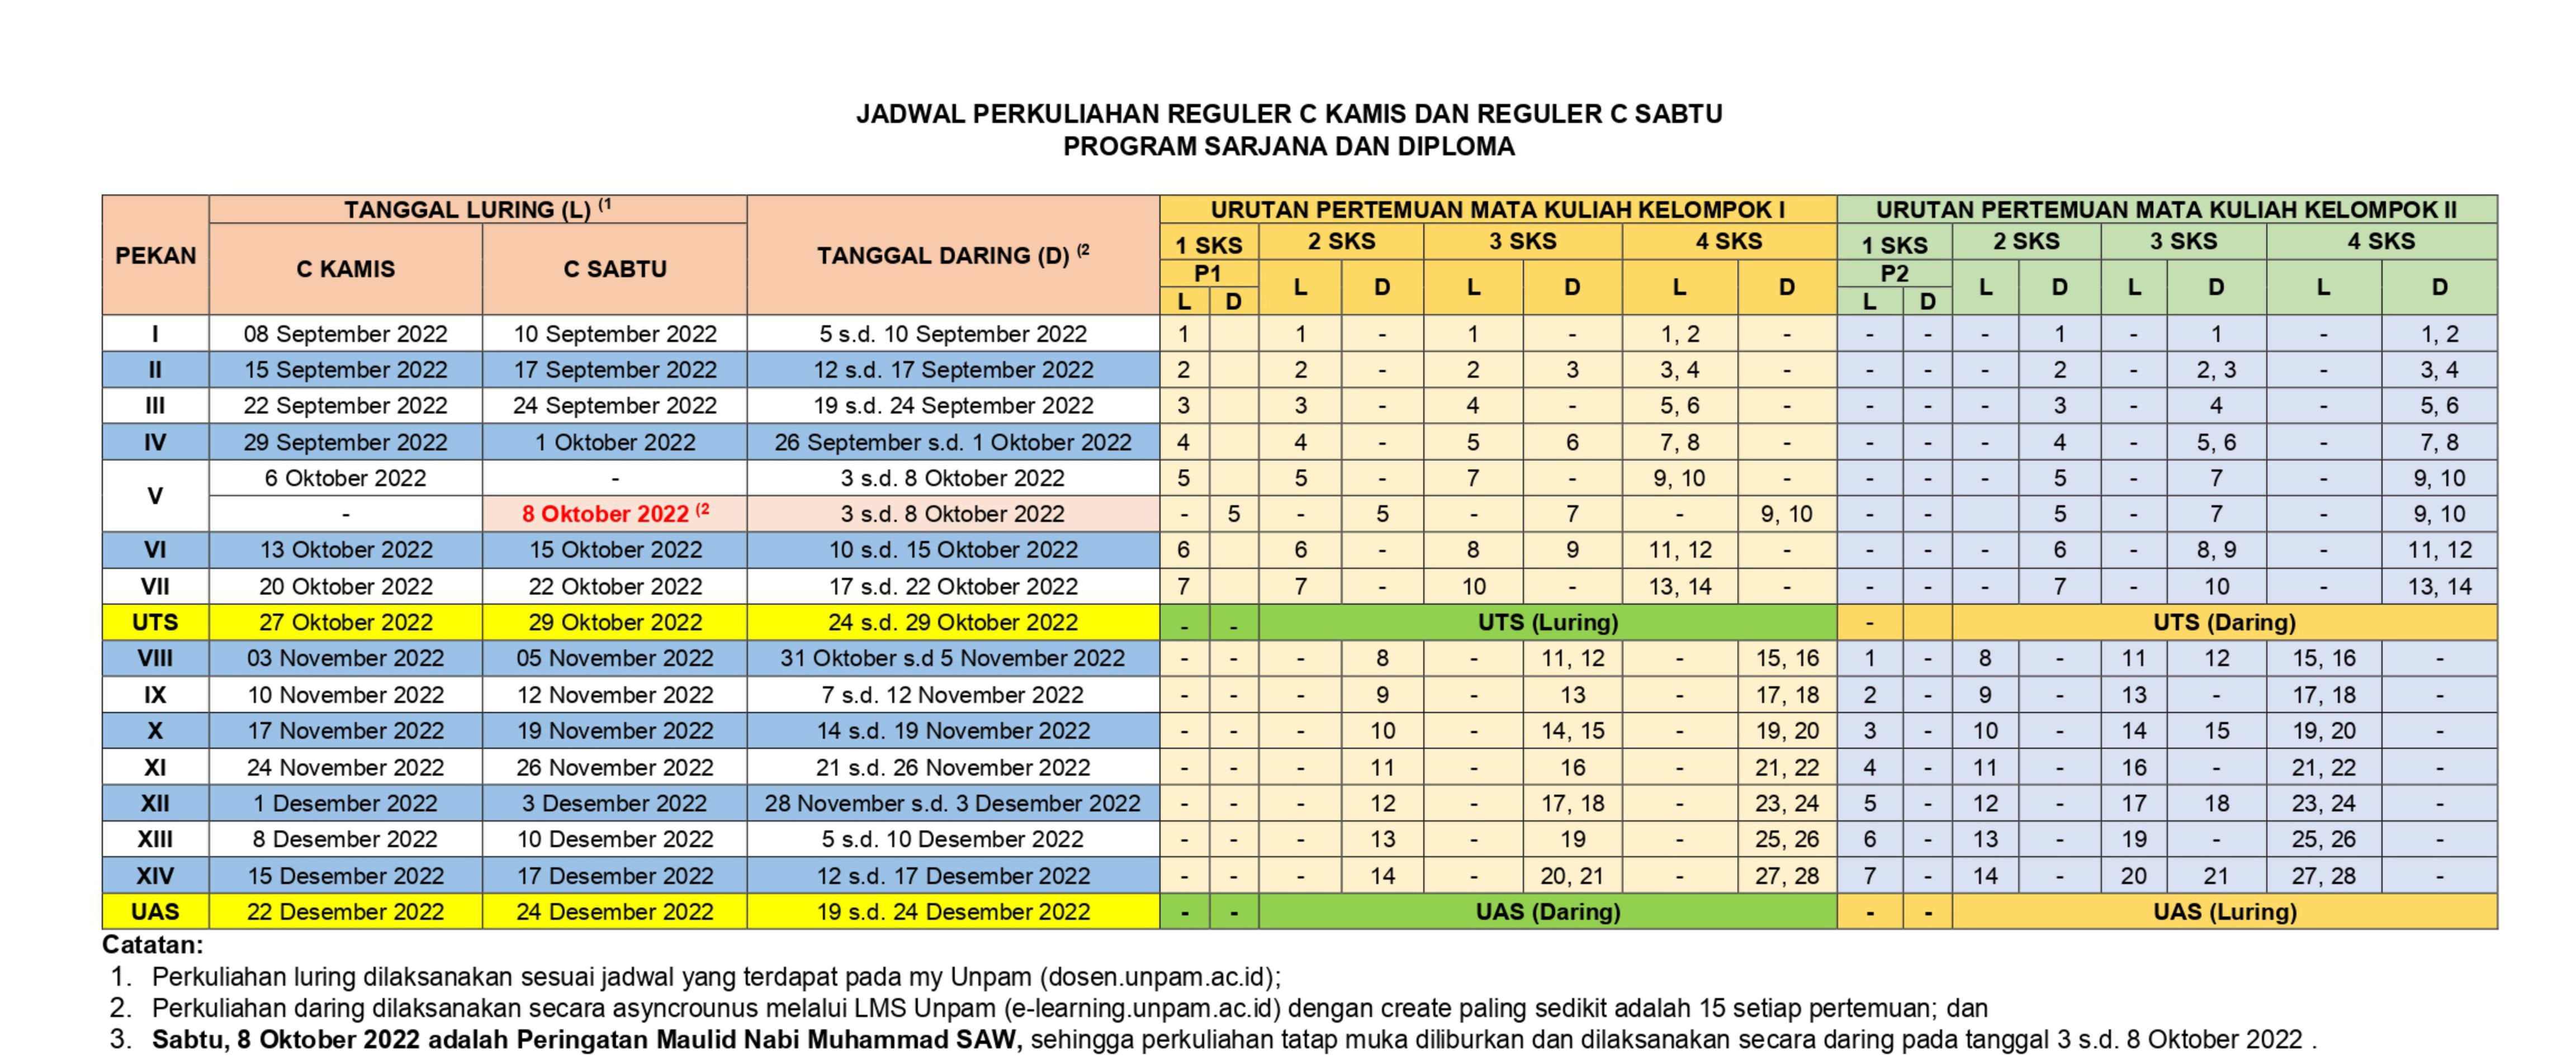 JADWAL PERKULIAHAN REGULER C KAMIS DAN REGULER C SABTU
PROGRAM SARJANA DAN DIPLOMA
PEKAN TANGGAL LURING (L) (1 TANGGAL DARING (D) (2 URUTAN PERTEMUAN MATA KULIAH KELOMPOK I URUTAN PERTEMUAN MATA KULIAH KELOMPOK II
C KAMIS C SABTU 1 SKS 2 SKS 3 SKS 4 SKS 1 SKS 2 SKS 3 SKS 4 SKS
P1 L D L D L D P2 L D L D L D
L D L D
I 08 September 2022 10 September 2022 5 s.d. 10 September 2022 1 1 - 1 - 1, 2 - - - - 1 - 1 - 1, 2
II 15 September 2022 17 September 2022 12 s.d. 17 September 2022 2 2 - 2 3 3, 4 - - - - 2 - 2, 3 - 3, 4
III 22 September 2022 24 September 2022 19 s.d. 24 September 2022 3 3 - 4 - 5, 6 - - - - 3 - 4 - 5, 6
IV 29 September 2022 1 Oktober 2022 26 September s.d. 1 Oktober 2022 4 4 - 5 6 7, 8 - - - - 4 - 5, 6 - 7, 8
V 6 Oktober 2022 - 3 s.d. 8 Oktober 2022 5 5 - 7 - 9, 10 - - - - 5 - 7 - 9, 10
- 8 Oktober 2022 (2 3 s.d. 8 Oktober 2022 - 5 - 5 - 7 - 9, 10 - - 5 - 7 - 9, 10
VI 13 Oktober 2022 15 Oktober 2022 10 s.d. 15 Oktober 2022 6 6 - 8 9 11, 12 - - - - 6 - 8, 9 - 11, 12
VII 20 Oktober 2022 22 Oktober 2022 17 s.d. 22 Oktober 2022 7 7 - 10 - 13, 14 - - - - 7 - 10 - 13, 14
UTS 27 Oktober 2022 29 Oktober 2022 24 s.d. 29 Oktober 2022 - - UTS (Luring) - UTS (Daring)
VIII 03 November 2022 05 November 2022 31 Oktober s.d 5 November 2022 - - - 8 - 11, 12 - 15, 16 1 - 8 - 11 12 15, 16 -
IX 10 November 2022 12 November 2022 7 s.d. 12 November 2022 - - - 9 - 13 - 17, 18 2 - 9 - 13 - 17, 18 -
X 17 November 2022 19 November 2022 14 s.d. 19 November 2022 - - - 10 - 14, 15 - 19, 20 3 - 10 - 14 15 19, 20 -
XI 24 November 2022 26 November 2022 21 s.d. 26 November 2022 - - - 11 - 16 - 21, 22 4 - 11 - 16 - 21, 22 -
XII 1 Desember 2022 3 Desember 2022 28 November s.d. 3 Desember 2022 - - - 12 - 17, 18 - 23, 24 5 - 12 - 17 18 23, 24 -
XIII 8 Desember 2022 10 Desember 2022 5 s.d. 10 Desember 2022 - - - 13 - 19 - 25, 26 6 - 13 - 19 - 25, 26 -
XIV 15 Desember 2022 17 Desember 2022 12 s.d. 17 Desember 2022 - - - 14 - 20, 21 - 27, 28 7 - 14 - 20 21 27, 28 -
UAS 22 Desember 2022 24 Desember 2022 19 s.d. 24 Desember 2022 - - UAS (Daring) - - UAS (Luring)
Catatan:
1. Perkuliahan luring dilaksanakan sesuai jadwal yang terdapat pada my Unpam (dosen.unpam.ac.id);
2. Perkuliahan daring dilaksanakan secara asyncrounus melalui LMS Unpam (e-learning.unpam.ac.id) dengan create paling sedikit adalah 15 setiap pertemuan; dan
3. Sabtu, 8 Oktober 2022 adalah Peringatan Maulid Nabi Muhammad SAW, sehingga perkuliahan tatap muka diliburkan dan dilaksanakan secara daring pada tanggal 3 s.d. 8 Oktober 2022 .